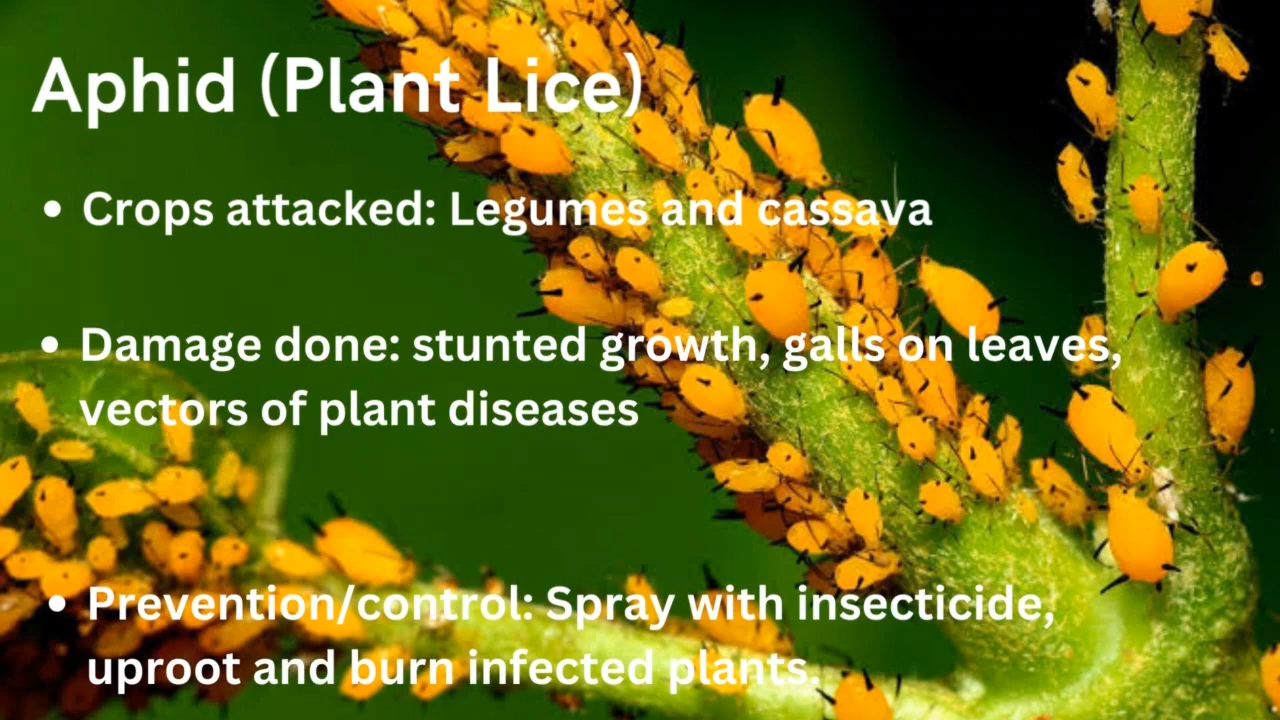 Aphid (Plant Lice)
• Crops attacked: Legumes and cassava
• Damage done: stunted growth, galls on leaves,
vectors of plant diseases
• Prevention/control: Spray with insecticide,
uproot and burn infected plants.